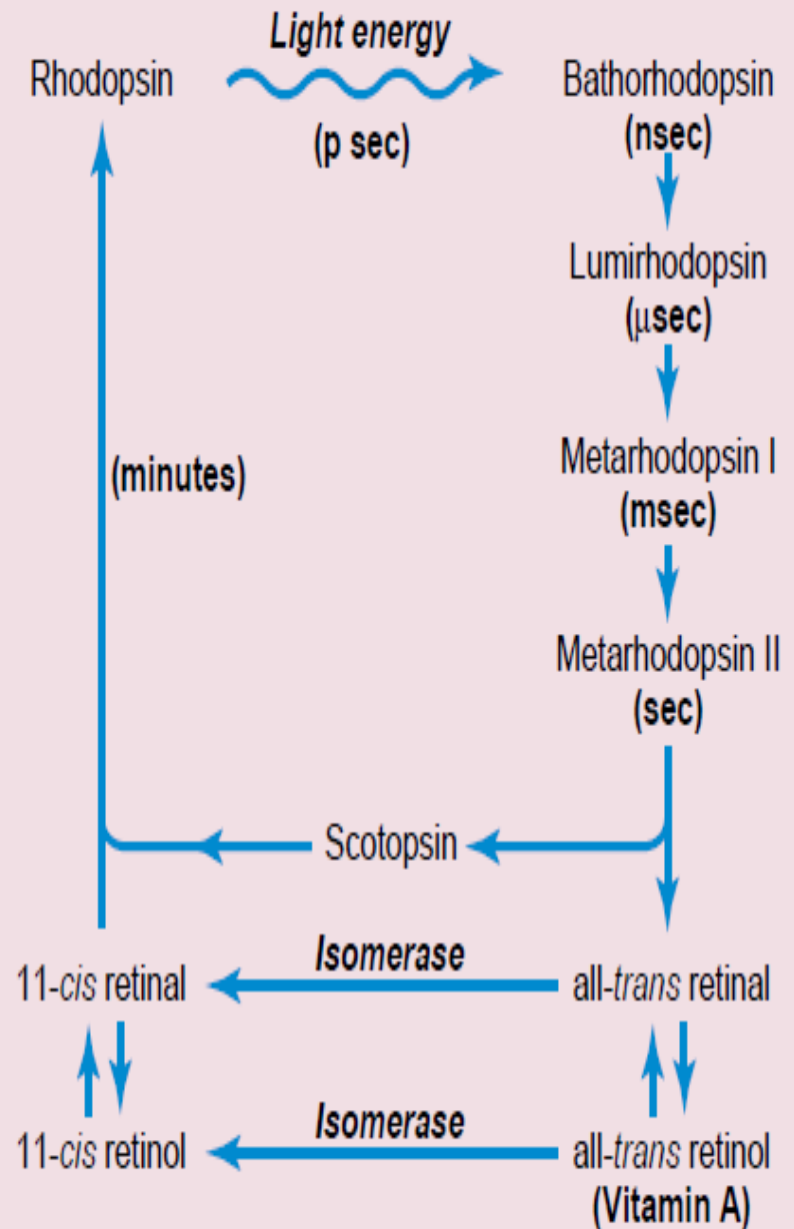 Light energy
Rhodopsin
Bathorhodopsin
(p sec)
(nsec)
Lumirhodopsin
(μsec)
(minutes)
Metarhodopsin I
(msec)
Metarhodopsin II
(sec)
Scotopsin
Isomerase
11-cis retinal
all-trans retinal
Isomerase
11-cis retinol
all-trans retinol
(Vitamin A)